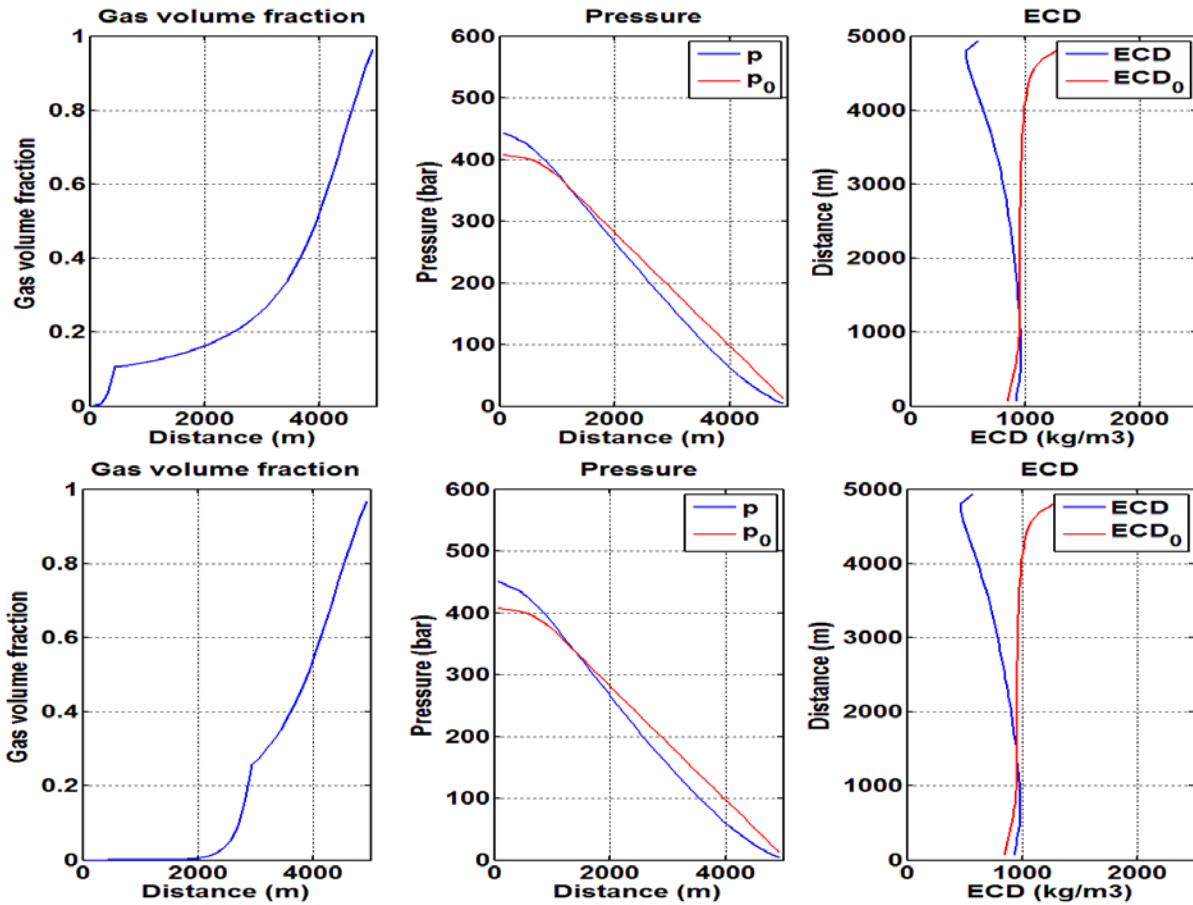 Gas volume fraction
Gas volume fraction
1
0.8
0.6
0.4
0.2
0
0 2000 4000
Distance (m)
Pressure
Pressure (bar)
600
500
400
300
200
100
0
0 2000 4000
Distance (m)
p
p₀
ECD
Distance (m)
5000
4000
3000
2000
1000
0
0 1000 2000
ECD (kg/m3)
ECD
ECD₀
Gas volume fraction
Gas volume fraction
1
0.8
0.6
0.4
0.2
0
0 2000 4000
Distance (m)
Pressure
Pressure (bar)
600
500
400
300
200
100
0
0 2000 4000
Distance (m)
p
p₀
ECD
Distance (m)
5000
4000
3000
2000
1000
0
0 1000 2000
ECD (kg/m3)
ECD
ECD₀